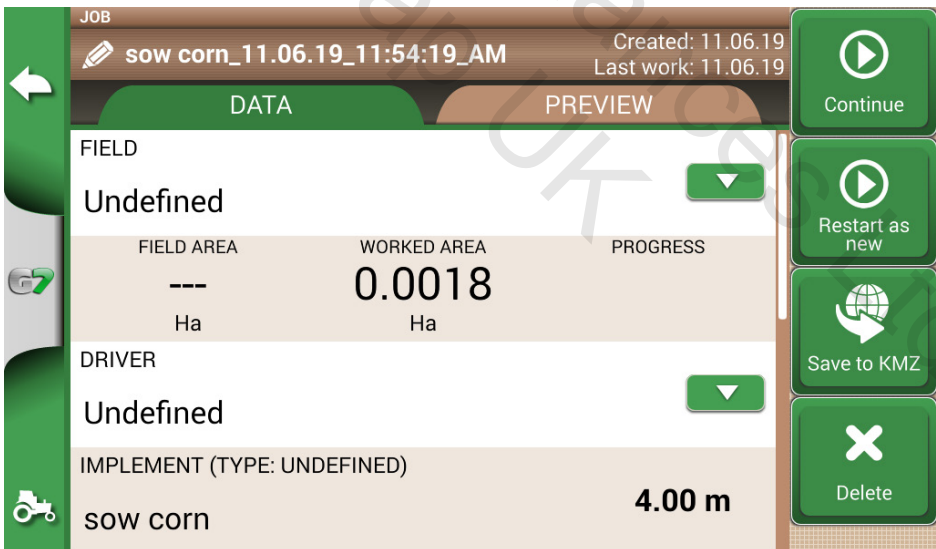 JOB
sow corn_11.06.19_11:54:19_AM
Created: 11.06.19
Last work: 11.06.19
DATA
PREVIEW
FIELD
Undefined
FIELD AREA
WORKED AREA
PROGRESS
---
0.0018
Ha
Ha
DRIVER
Undefined
IMPLEMENT (TYPE: UNDEFINED)
sow corn
4.00 m
Continue
Restart as
new
Save to KMZ
Delete
G7
UK